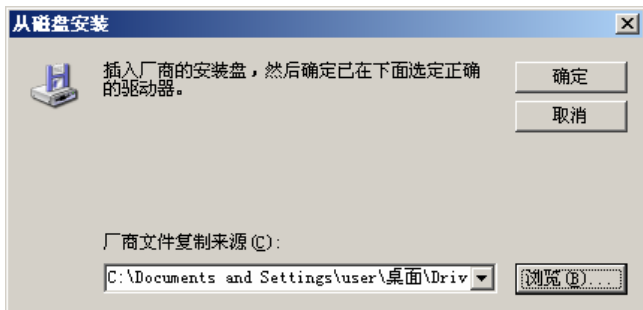 从磁盘安装
插入厂商的安装盘，然后确定已在下面选定正确
的驱动器。
确定
取消
厂商文件复制来源(C):
C:\Documents and Settings\user\桌面\Driv
浏览(B)...